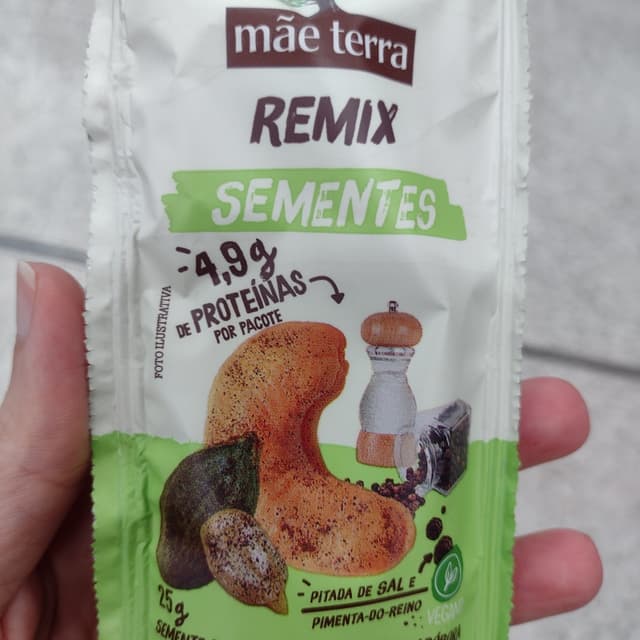 mãe terra
REMIX
SEMENTES
4,9g
DE PROTEÍNAS
POR PACOTE
FOTO ILUSTRATIVA
PITADA DE SAL E
PIMENTA-DO-REINO
25g
VEGANO